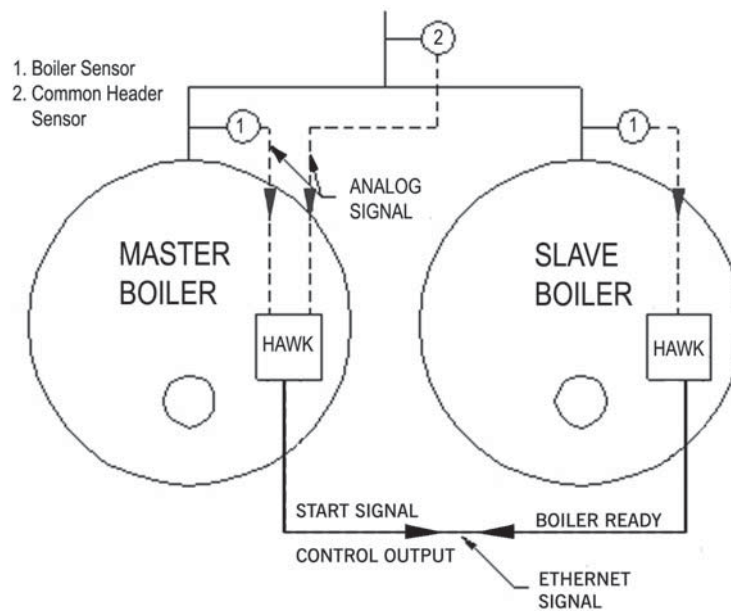 2
1. Boiler Sensor
2. Common Header
Sensor
1
1
ANALOG
SIGNAL
MASTER
BOILER
SLAVE
BOILER
HAWK
HAWK
START SIGNAL
BOILER READY
CONTROL OUTPUT
ETHERNET
SIGNAL